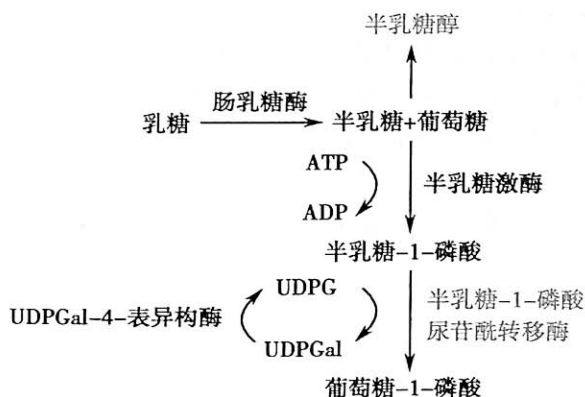 半乳糖醇
肠乳糖酶
乳糖
半乳糖+葡萄糖
ATP
半乳糖激酶
ADP
半乳糖-1-磷酸
UDPG
半乳糖-1-磷酸
尿苷酰转移酶
UDPGal-4-表异构酶
UDPGal
葡萄糖-1-磷酸